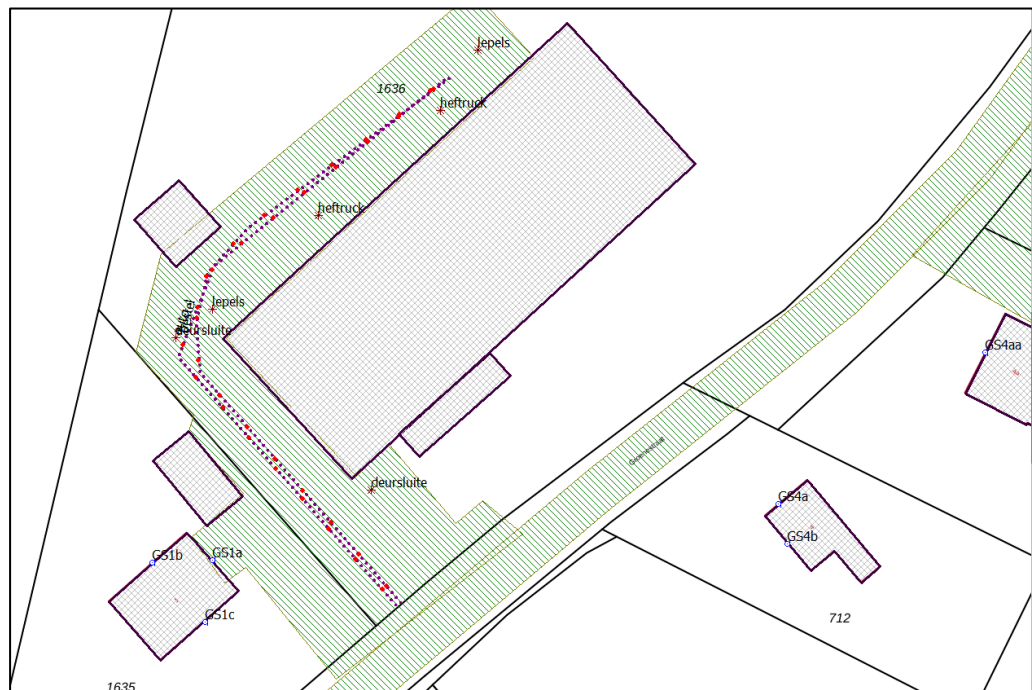 lepels
1636
heftruck
heftruck
lepels
deursluite
deursluite
GS4aa
GS4a
GS4b
GS1b
GS1a
GS1c
712
1635